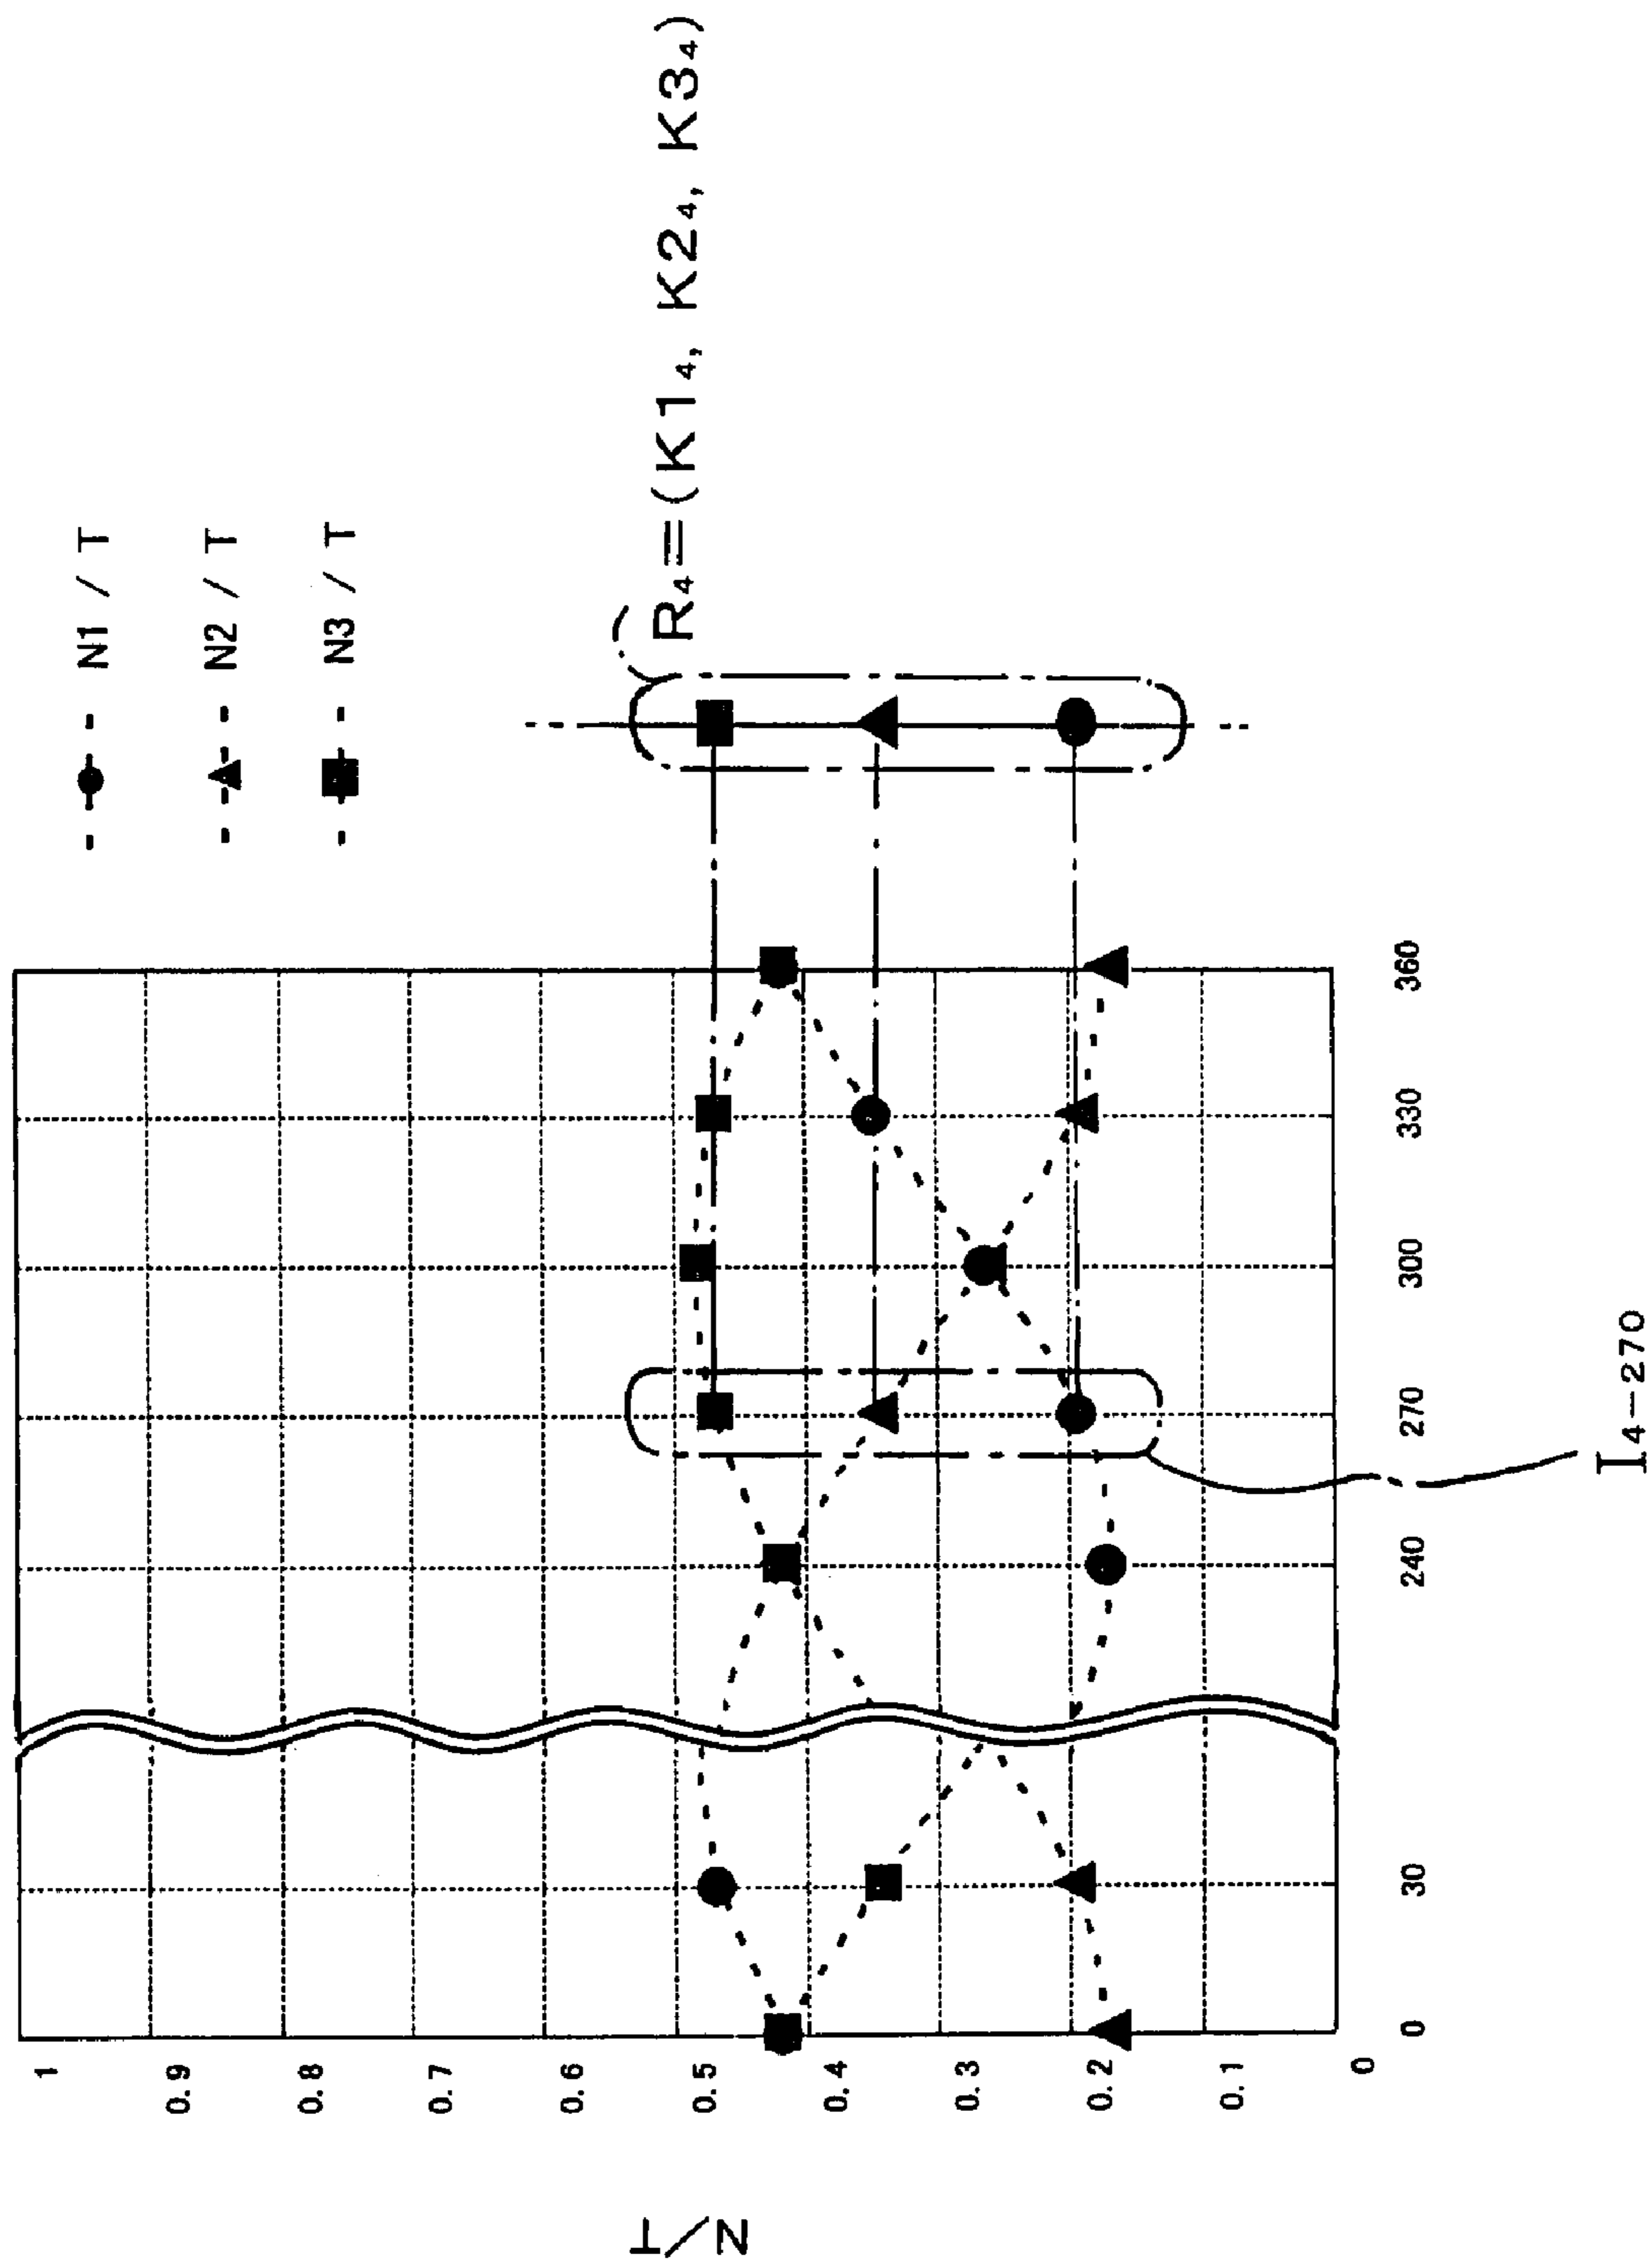 N1 / T
N2 / T
N3 / T
R₄=(K1₄, K2₄, K3₄)
N/T
1
0.9
0.8
0.7
0.6
0.5
0.4
0.3
0.2
0.1
0
0 30 240 270 300 330 360
I₄₋₂₇₀